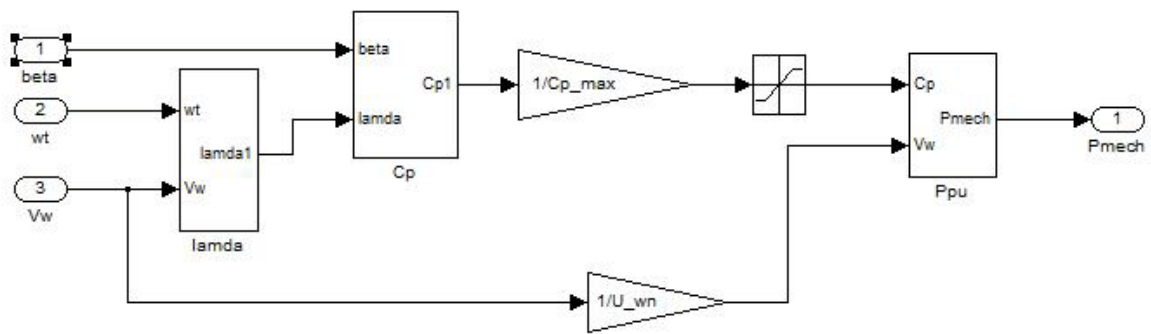 1
beta
2
wt
3
Vw
wt
Vw
lamda1
lamda
beta
lamda
Cp1
Cp
1/Cp_max
1/U_wn
Cp
Vw
Pmech
Ppu
1
Pmech